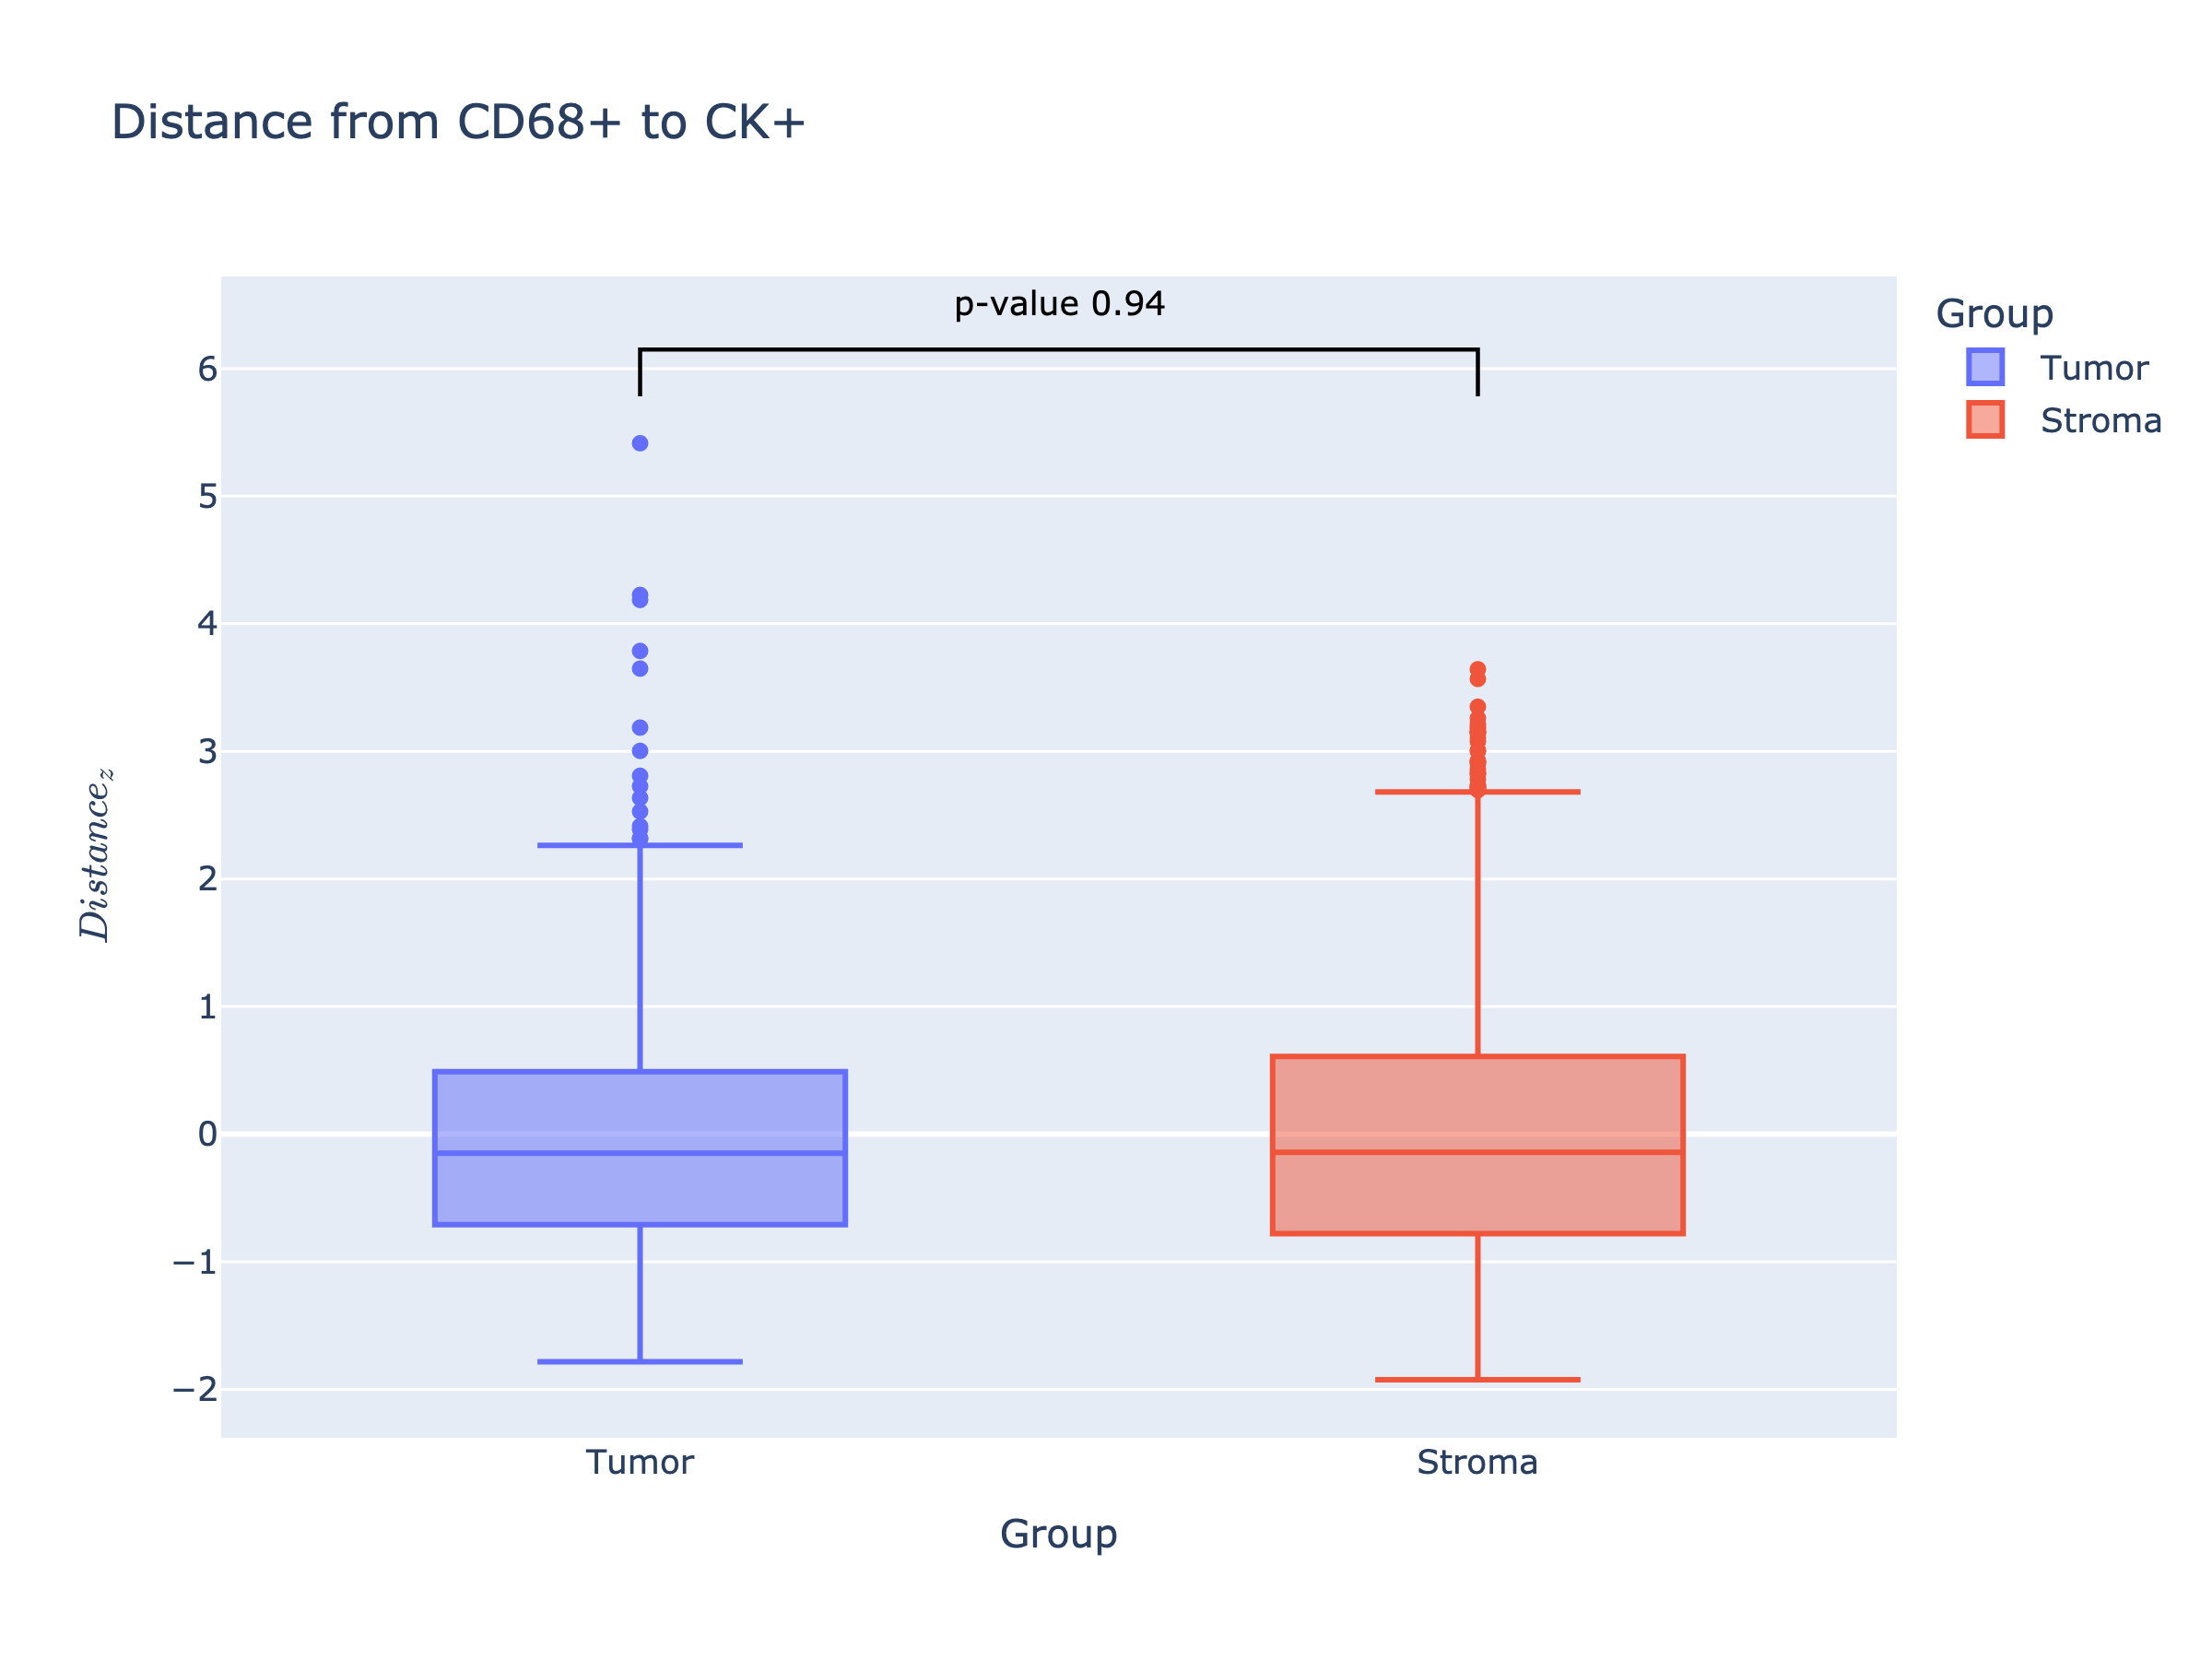 Distance from CD68+ to CK+
p-value 0.94
Group
Tumor
Stroma
6
5
4
3
2
1
0
−1
−2
Distance_z
Tumor
Stroma
Group